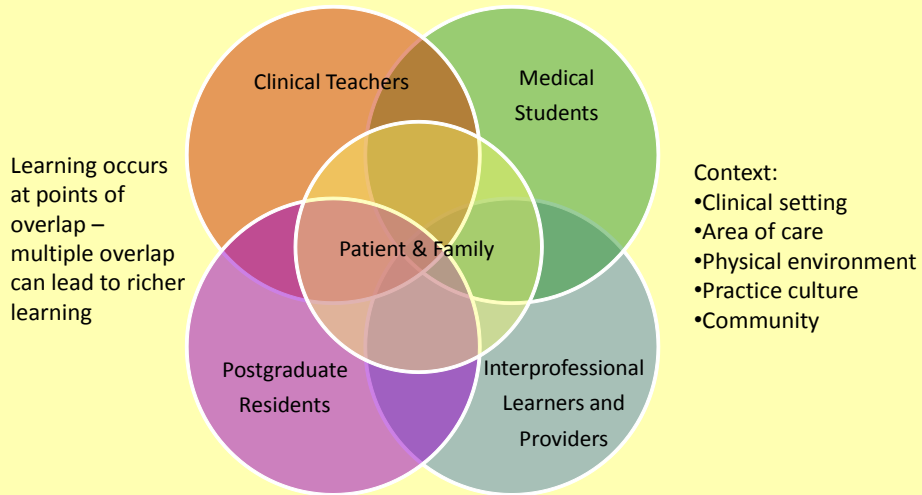 Clinical Teachers
Medical
Students
Learning occurs
at points of
overlap –
multiple overlap
can lead to richer
learning
Patient & Family
Context:
•Clinical setting
•Area of care
•Physical environment
•Practice culture
•Community
Postgraduate
Residents
Interprofessional
Learners and
Providers